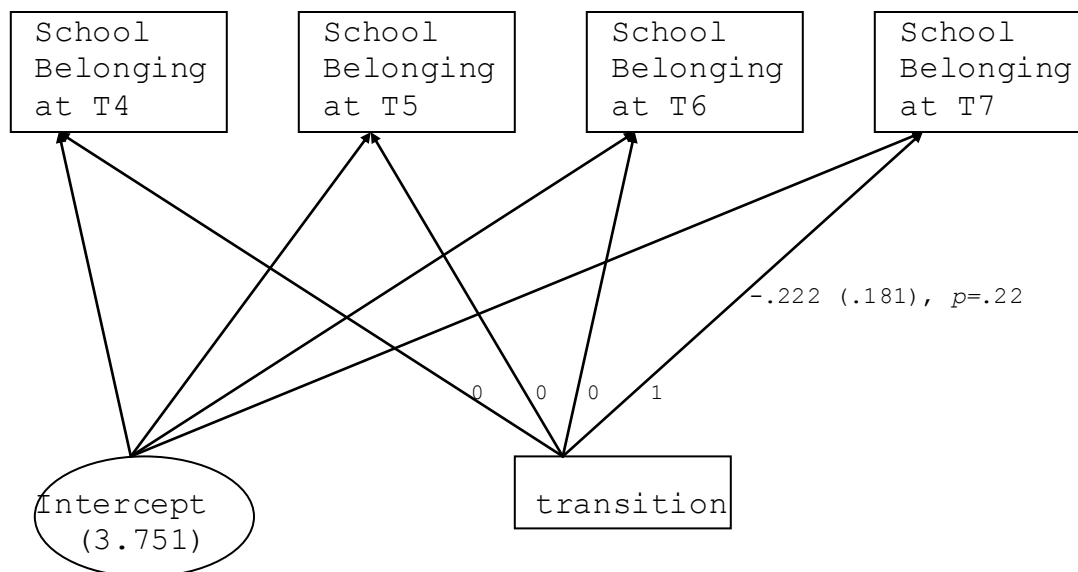 School
Belonging
at T4
School
Belonging
at T5
School
Belonging
at T6
School
Belonging
at T7
-.222 (.181), p=.22
0 0 0 1
Intercept
(3.751)
transition